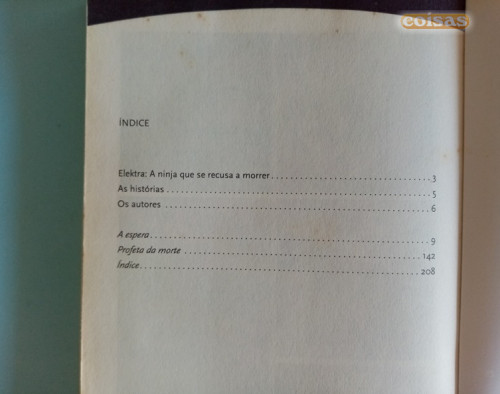 coisas
ÍNDICE
Elektra: A ninja que se recusa a morrer........................................3
As histórias....................................................................5
Os autores.....................................................................6
A espera........................................................................9
Profeta da morte............................................................142
Índice.........................................................................208